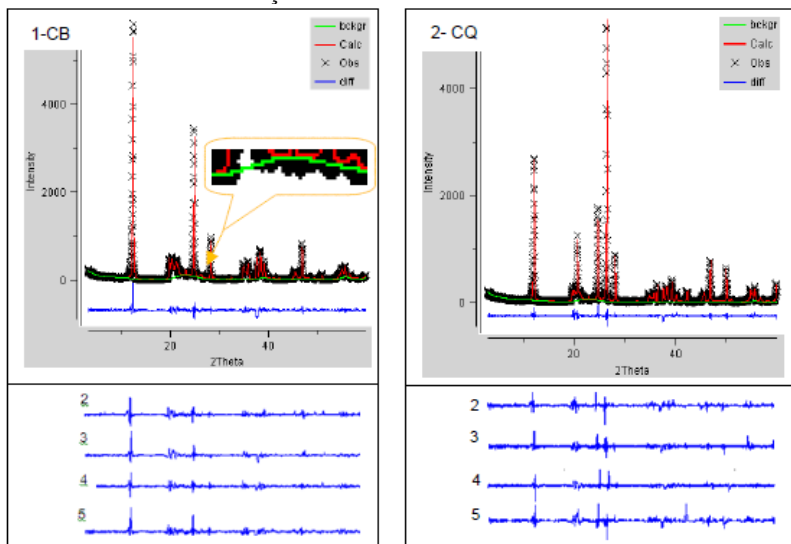 1-CB
bckgr
Calc
Obs
diff
Intensity
4000
2000
0
20
40
2Theta
2
3
4
5
2- CQ
bckgr
Calc
Obs
diff
Intensity
4000
2000
0
20
40
60
2Theta
2
3
4
5